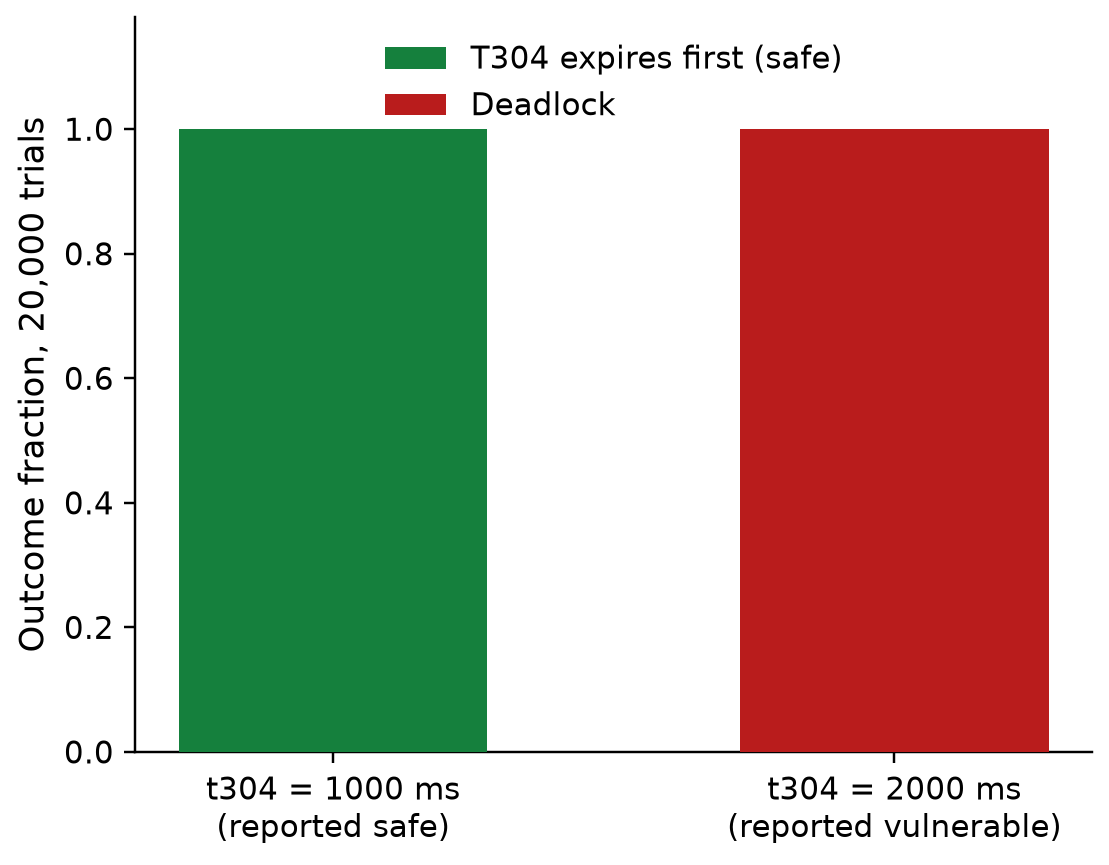 T304 expires first (safe)
Deadlock
Outcome fraction, 20,000 trials
1.0
0.8
0.6
0.4
0.2
0.0
t304 = 1000 ms
(reported safe)
t304 = 2000 ms
(reported vulnerable)